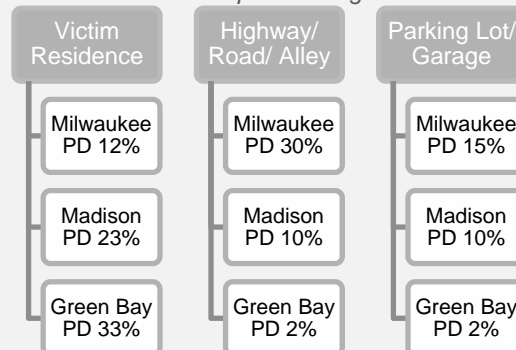 Victim
Residence
Milwaukee
PD 12%
Madison
PD 23%
Green Bay
PD 33%
Highway/
Road/ Alley
Milwaukee
PD 30%
Madison
PD 10%
Green Bay
PD 2%
Parking Lot/
Garage
Milwaukee
PD 15%
Madison
PD 10%
Green Bay
PD 2%